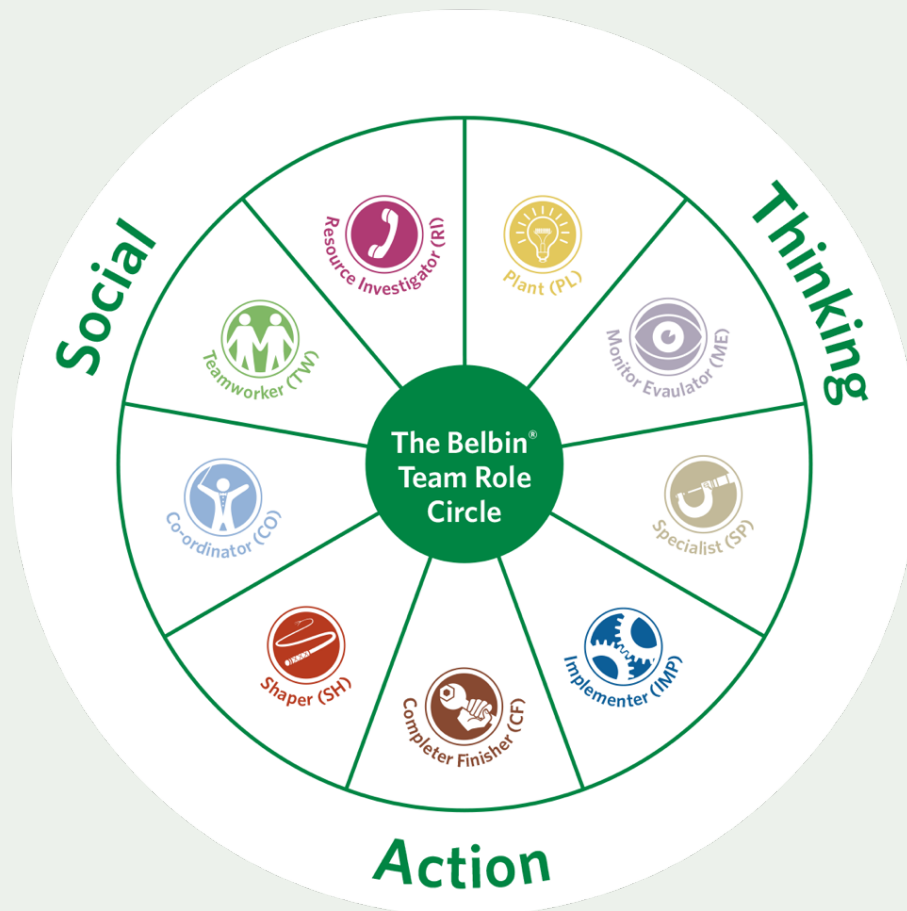 Social
Thinking
Action
The Belbin®
Team Role
Circle
Resource Investigator (RI)
Plant (PL)
Monitor Evaulator (ME)
Specialist (SP)
Implementer (IMP)
Completer Finisher (CF)
Shaper (SH)
Co-ordinator (CO)
Teamworker (TW)